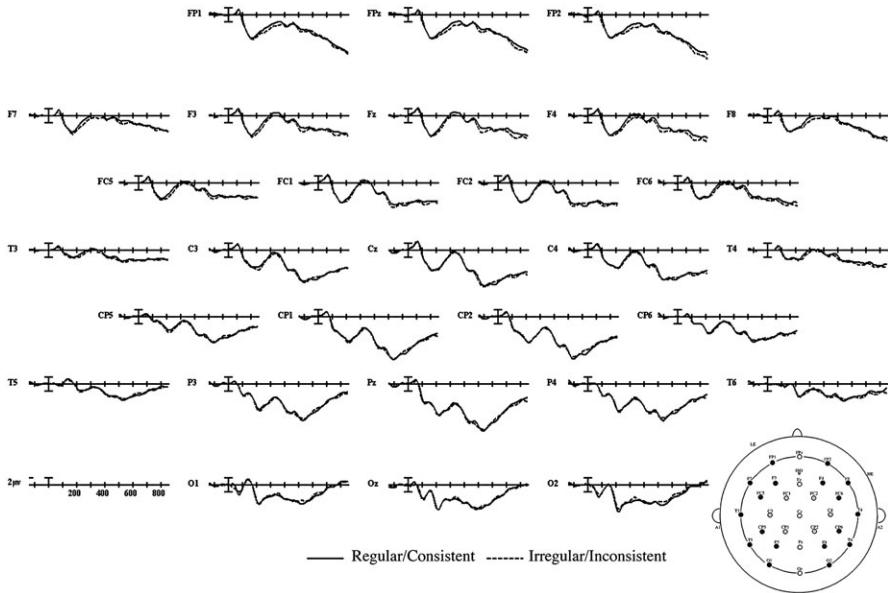 FP1 FPz FP2
F7 F3 Fz F4 F8
FC5 FC1 FC2 FC6
T3 C3 Cz C4 T4
CP5 CP1 CP2 CP6
T5 P3 Pz P4 T6
2µv 200 400 600 800 O1 Oz O2
A1 A2
Regular/Consistent Irregular/Inconsistent